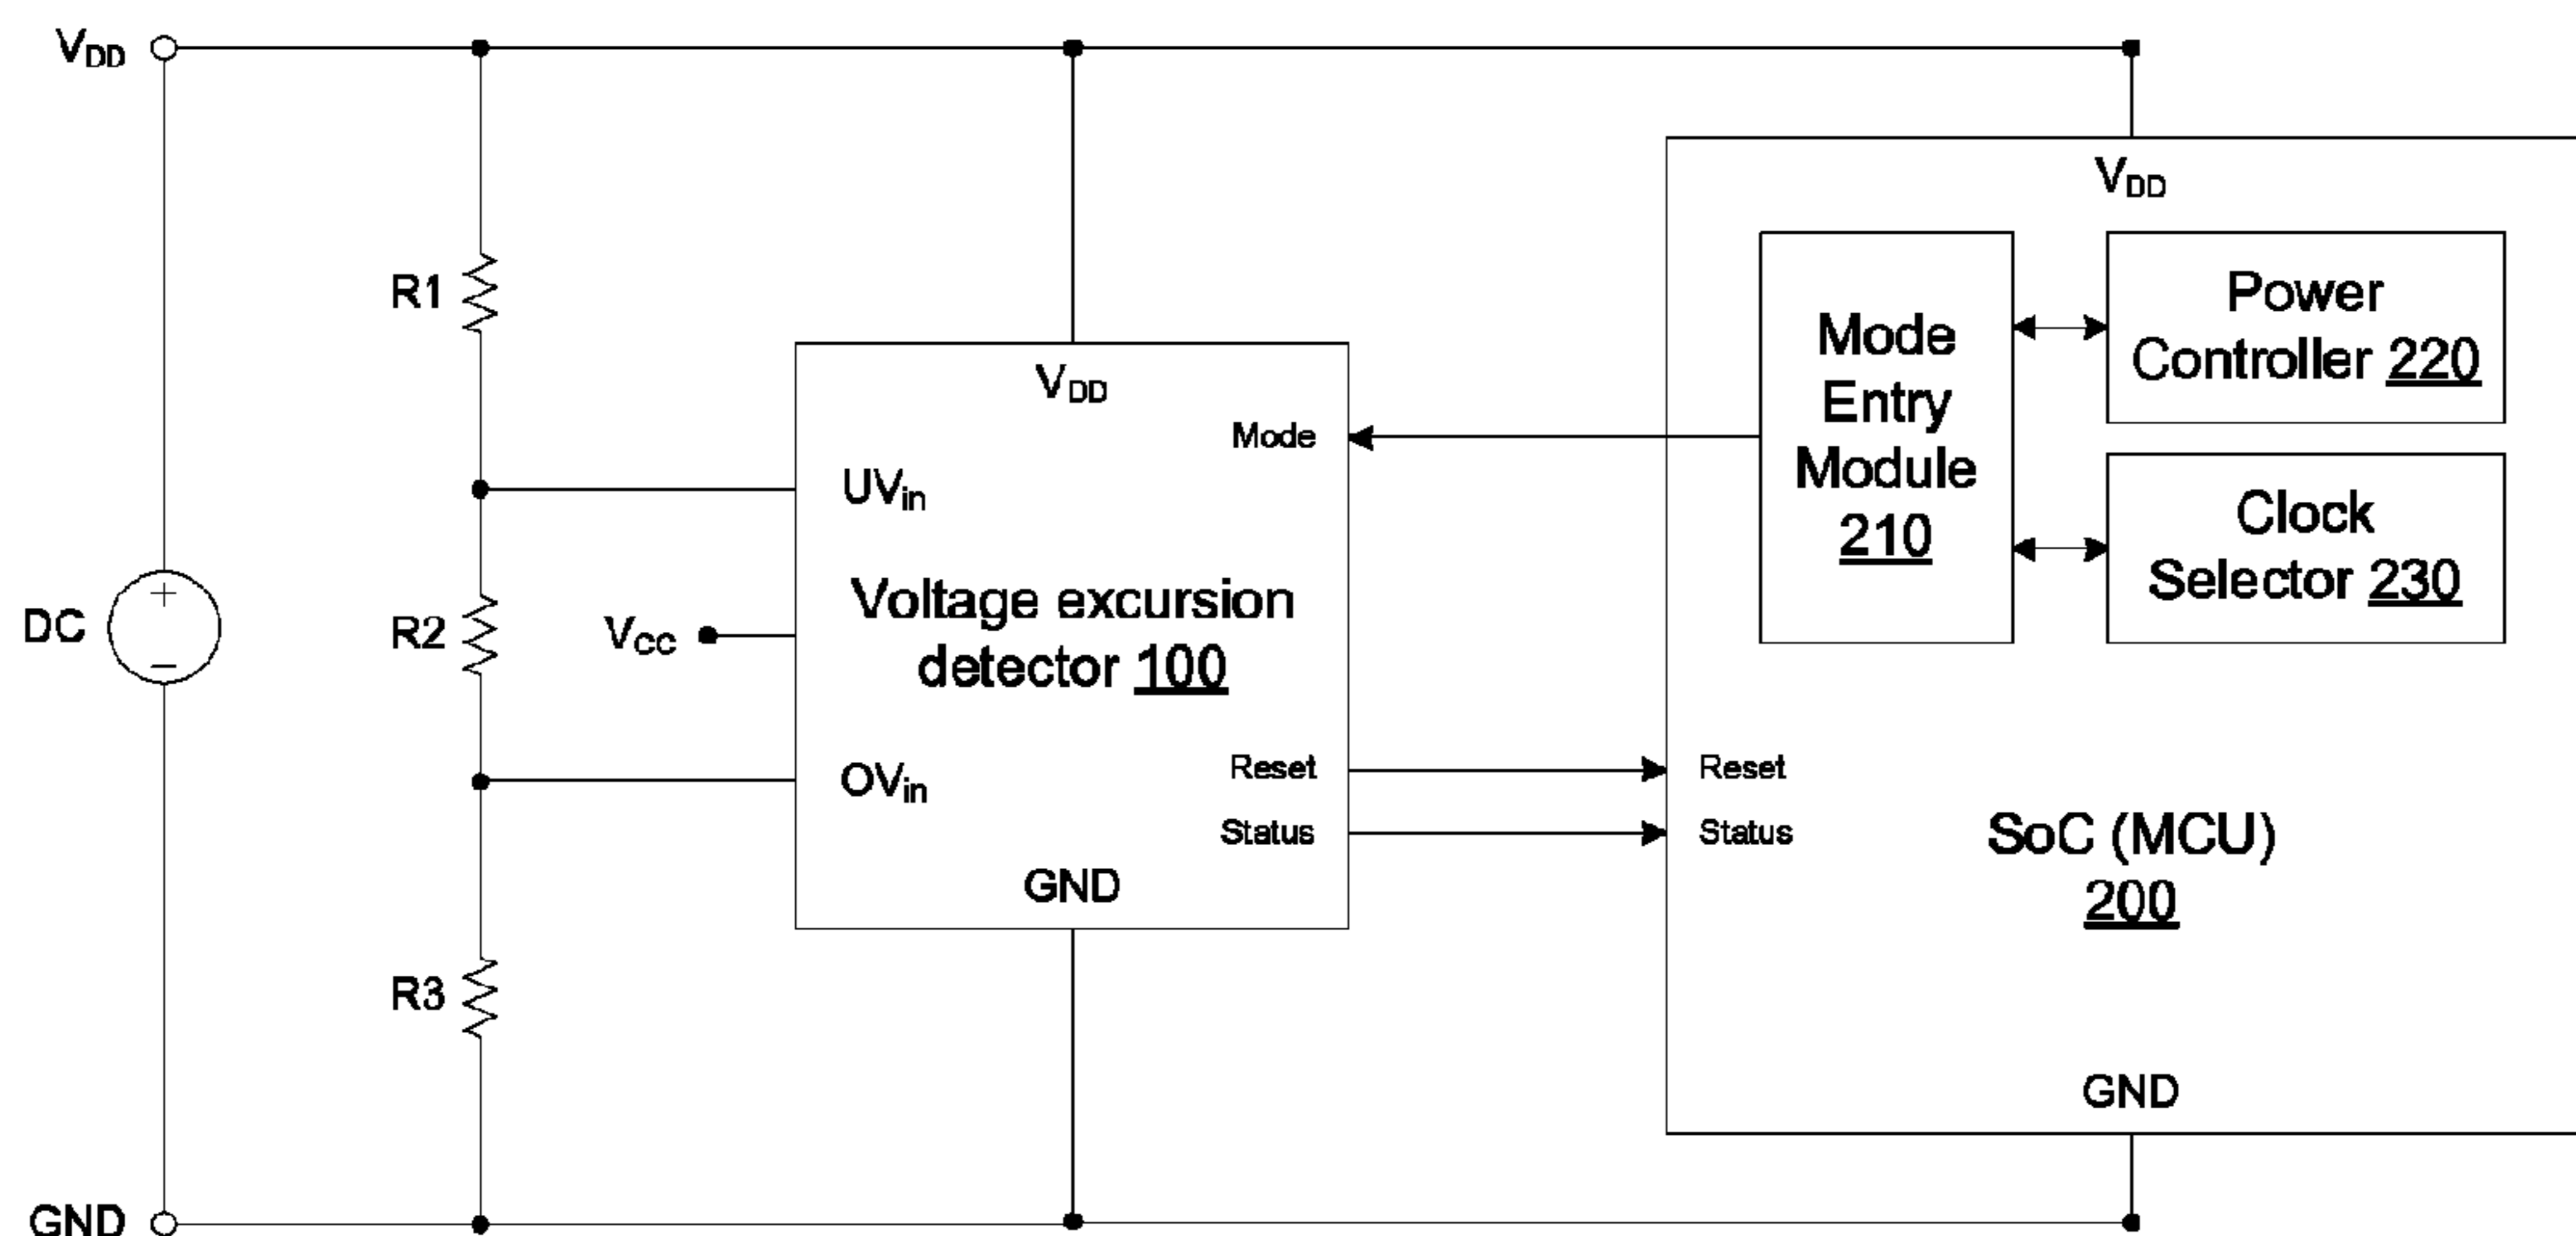 VDD
VDD
R1
Mode
Entry
Module
210
Power
Controller 220
VDD
Mode
UVin
Clock
Selector 230
DC
+
−
R2
VCC
Voltage excursion
detector 100
OVin
Reset
Status
Reset
Status
SoC (MCU)
200
GND
R3
GND
GND